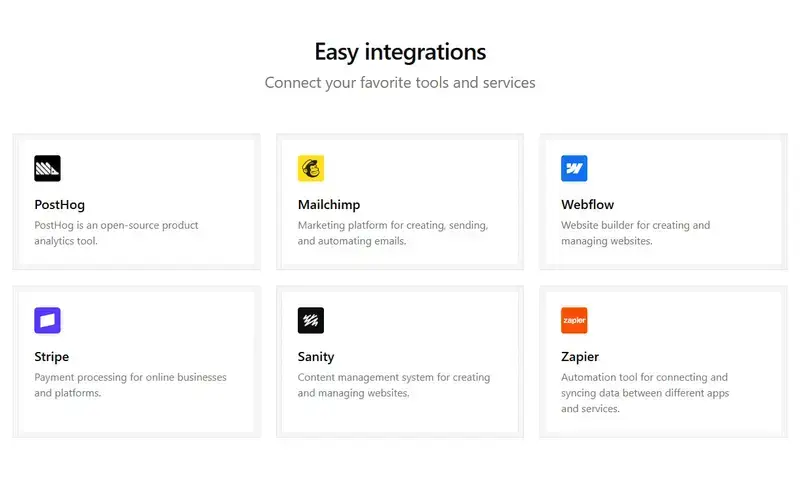 Easy integrations
Connect your favorite tools and services
PostHog
PostHog is an open-source product
analytics tool.
Mailchimp
Marketing platform for creating, sending,
and automating emails.
Webflow
Website builder for creating and
managing websites.
Stripe
Payment processing for online businesses
and platforms.
Sanity
Content management system for creating
and managing websites.
zapier
Zapier
Automation tool for connecting and
syncing data between different apps
and services.